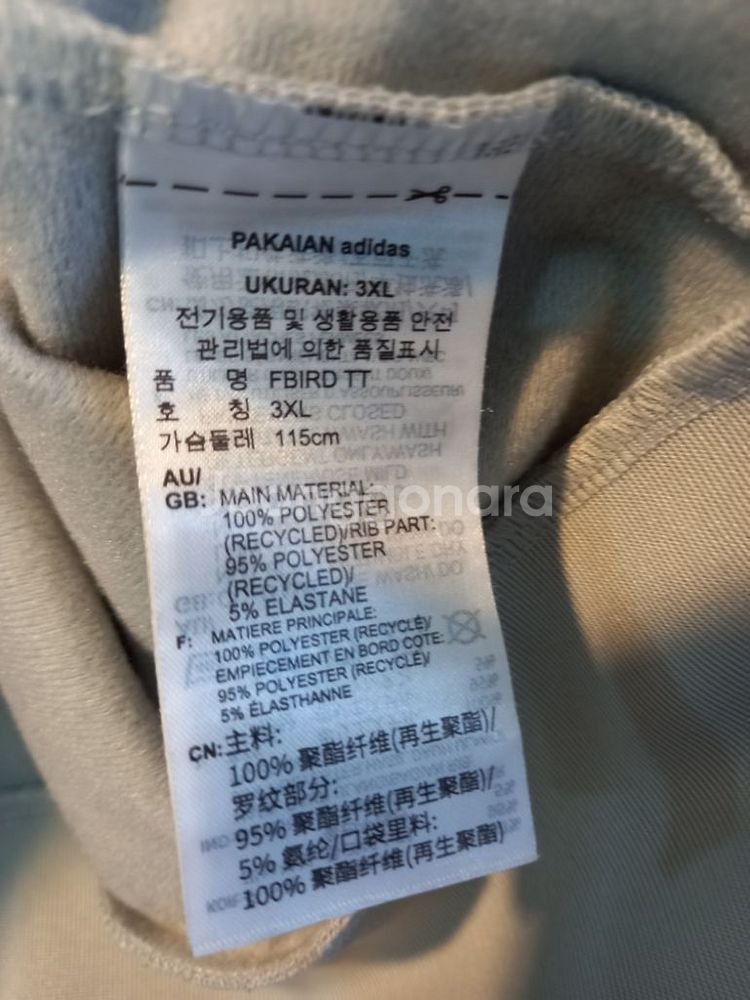 PAKAIAN adidas
UKURAN: 3XL
전기용품 및 생활용품 안전
관리법에 의한 품질표시
품 명 FBIRD TT
호 칭 3XL
가슴둘레 115cm
AU/
GB: MAIN MATERIAL:
100% POLYESTER
(RECYCLED)/RIB PART:
95% POLYESTER
(RECYCLED)/
5% ELASTANE
F: MATIERE PRINCIPALE:
100% POLYESTER (RECYCLÉ)/
EMPIECEMENT EN BORD COTE:
95% POLYESTER (RECYCLÉ)/
5% ÉLASTHANNE
CN: 主料:
100% 聚酯纤维(再生聚酯)/
罗纹部分:
95% 聚酯纤维(再生聚酯)/
5% 氨纶/口袋里料:
100% 聚酯纤维(再生聚酯)